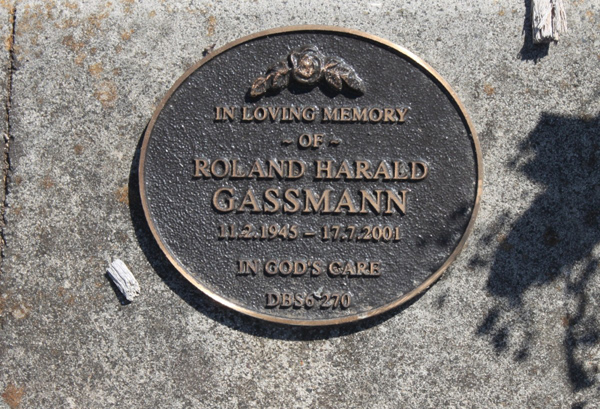 IN LOVING MEMORY
~ OF ~
ROLAND HARALD
GASSMANN
11.2.1945 – 17.7.2001
IN GOD'S CARE
DBS6 270